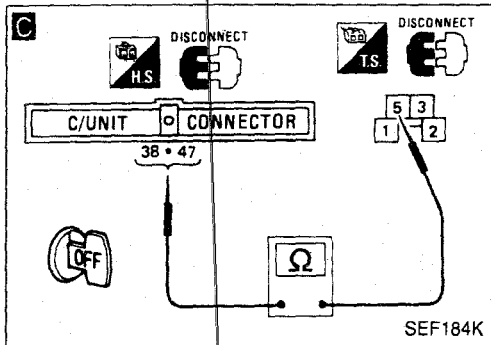 C
DISCONNECT
H.S.
DISCONNECT
T.S.
C/UNIT CONNECTOR
38 • 47
5 3
1 2
OFF
Ω
SEF184K